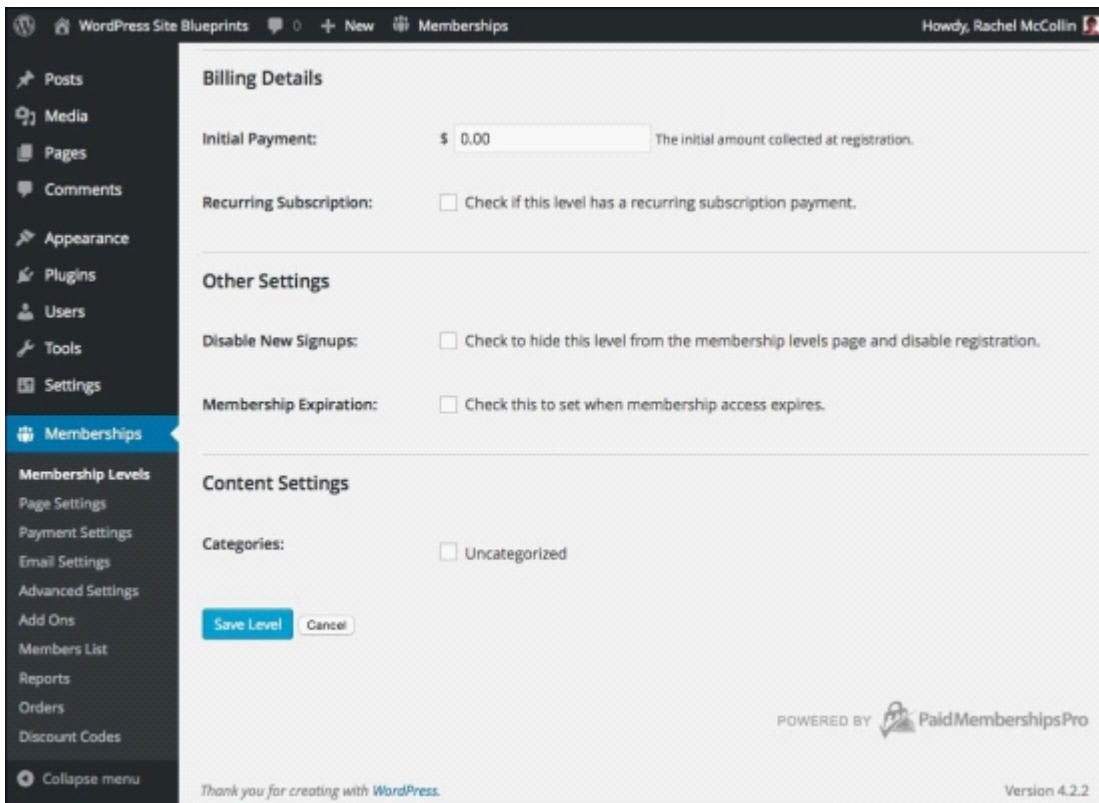 WordPress Site Blueprints 0 + New Memberships Howdy, Rachel McCollin
Posts
Media
Pages
Comments
Appearance
Plugins
Users
Tools
Settings
Memberships
Membership Levels
Page Settings
Payment Settings
Email Settings
Advanced Settings
Add Ons
Members List
Reports
Orders
Discount Codes
Collapse menu
Billing Details
Initial Payment: $ 0.00 The initial amount collected at registration.
Recurring Subscription: Check if this level has a recurring subscription payment.
Other Settings
Disable New Signups: Check to hide this level from the membership levels page and disable registration.
Membership Expiration: Check this to set when membership access expires.
Content Settings
Categories: Uncategorized
Save Level Cancel
POWERED BY PaidMembershipsPro
Thank you for creating with WordPress. Version 4.2.2